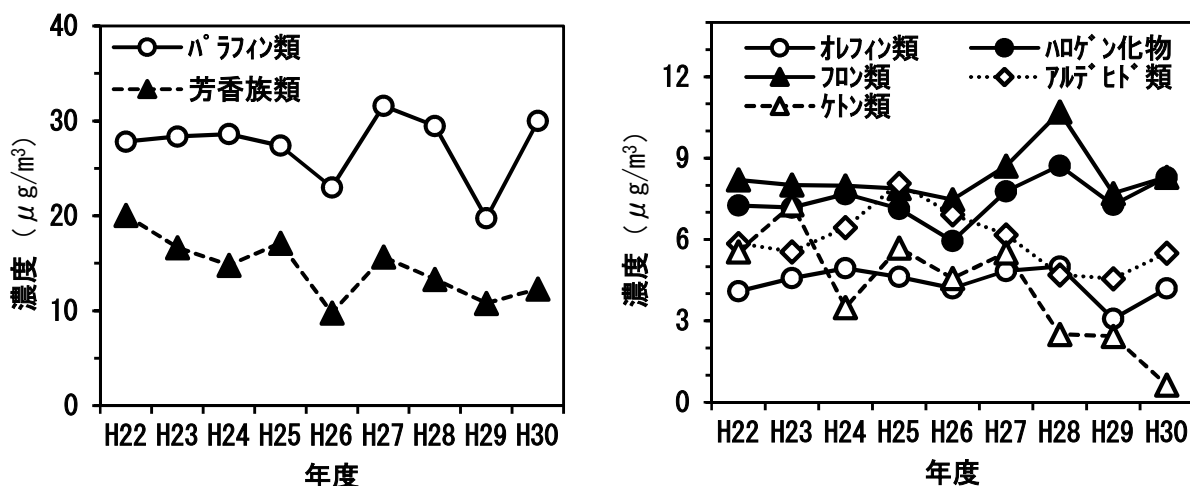 40
30
20
10
0
濃度（μg/㎥）
ﾊﾟﾗﾌｨﾝ類
芳香族類
H22 H23 H24 H25 H26 H27 H28 H29 H30
年度
12
9
6
3
0
濃度（μg/㎥）
ｵﾚﾌｨﾝ類 ﾊﾛｹﾞﾝ化物
ﾌﾛﾝ類 ｱﾙﾃﾞﾋﾄﾞ類
ｹﾄﾝ類
H22 H23 H24 H25 H26 H27 H28 H29 H30
年度